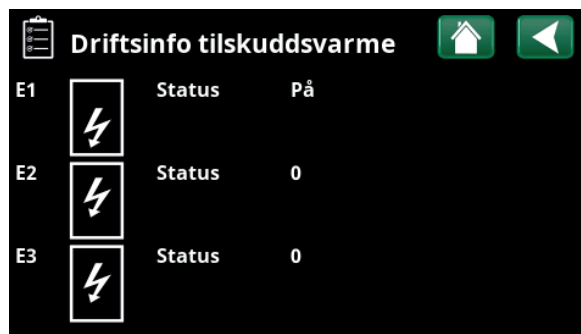 Driftsinfo tilskuddsvarme
E1 Status På
E2 Status 0
E3 Status 0